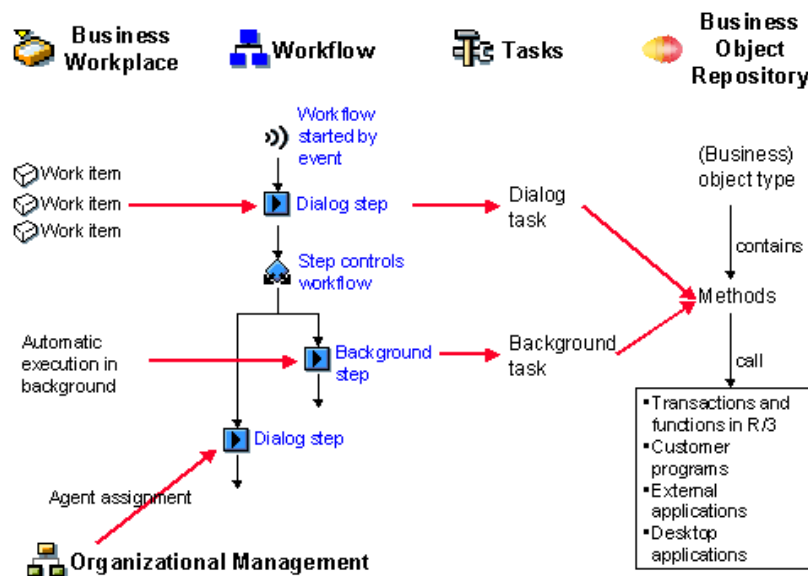 Business
Workplace
Workflow
Tasks
Business
Object
Repository
Workflow
started by
event
(Business)
object type
Work item
Work item
Work item
Dialog step
Dialog
task
contains
Step controls
workflow
Methods
Automatic
execution in
background
Background
step
Background
task
call
▪Transactions and
functions in R/3
▪Customer
programs
▪External
applications
▪Desktop
applications
Dialog step
Agent assignment
Organizational Management